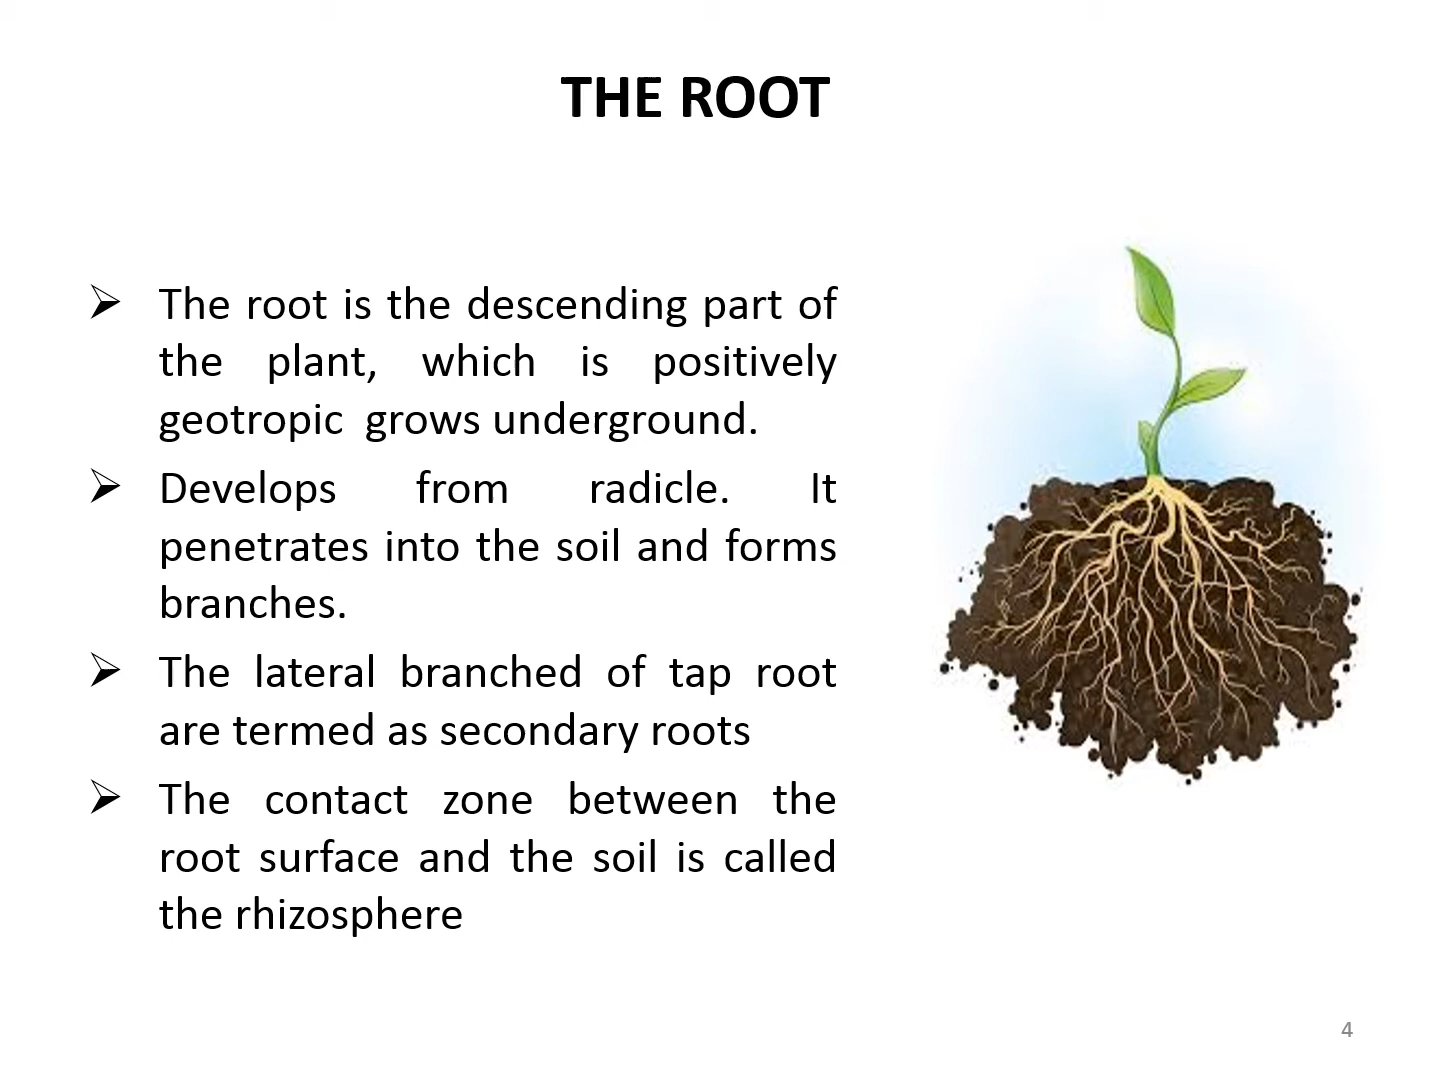 THE ROOT
➢ The root is the descending part of
the plant, which is positively
geotropic  grows underground.
➢ Develops from radicle. It
penetrates into the soil and forms
branches.
➢ The lateral branched of tap root
are termed as secondary roots
➢ The contact zone between the
root surface and the soil is called
the rhizosphere
4